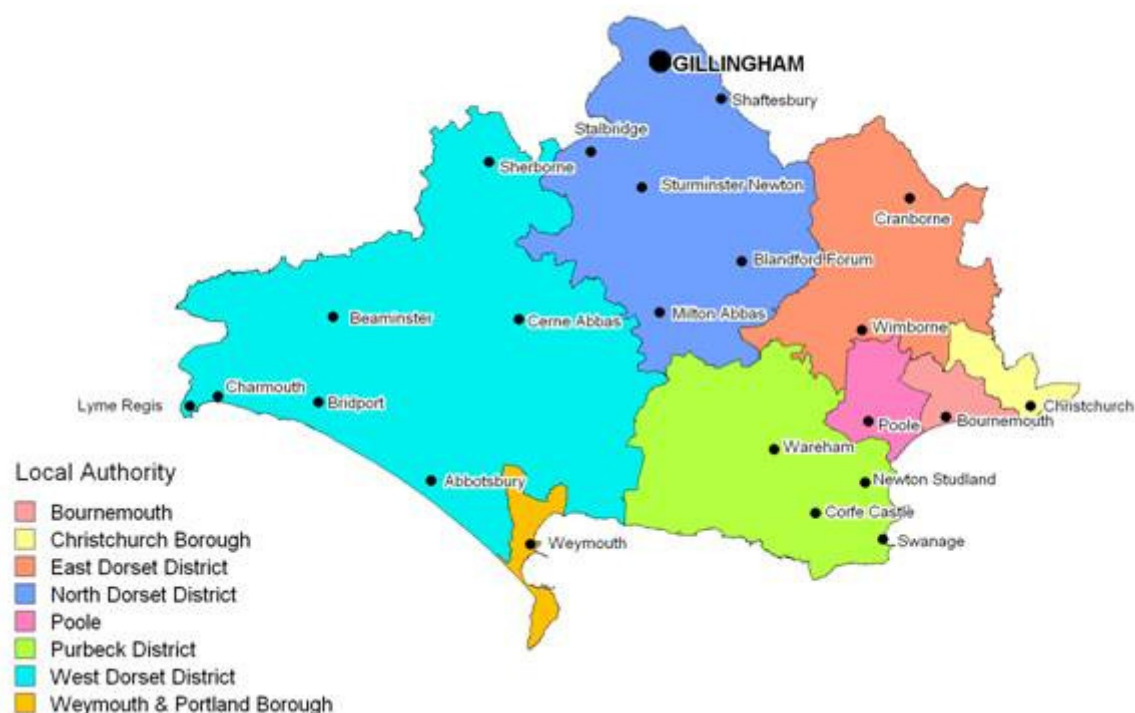 GILLINGHAM
Shaftesbury
Stalbridge
Sherborne
Sturminster Newton
Cranborne
Blandford Forum
Milton Abbas
Beaminster
Cerne Abbas
Wimborne
Charmouth
Lyme Regis
Bridport
Christchurch
Poole
Bournemouth
Wareham
Abbotsbury
Newton Studland
Corfe Castle
Weymouth
Swanage
Local Authority
Bournemouth
Christchurch Borough
East Dorset District
North Dorset District
Poole
Purbeck District
West Dorset District
Weymouth & Portland Borough